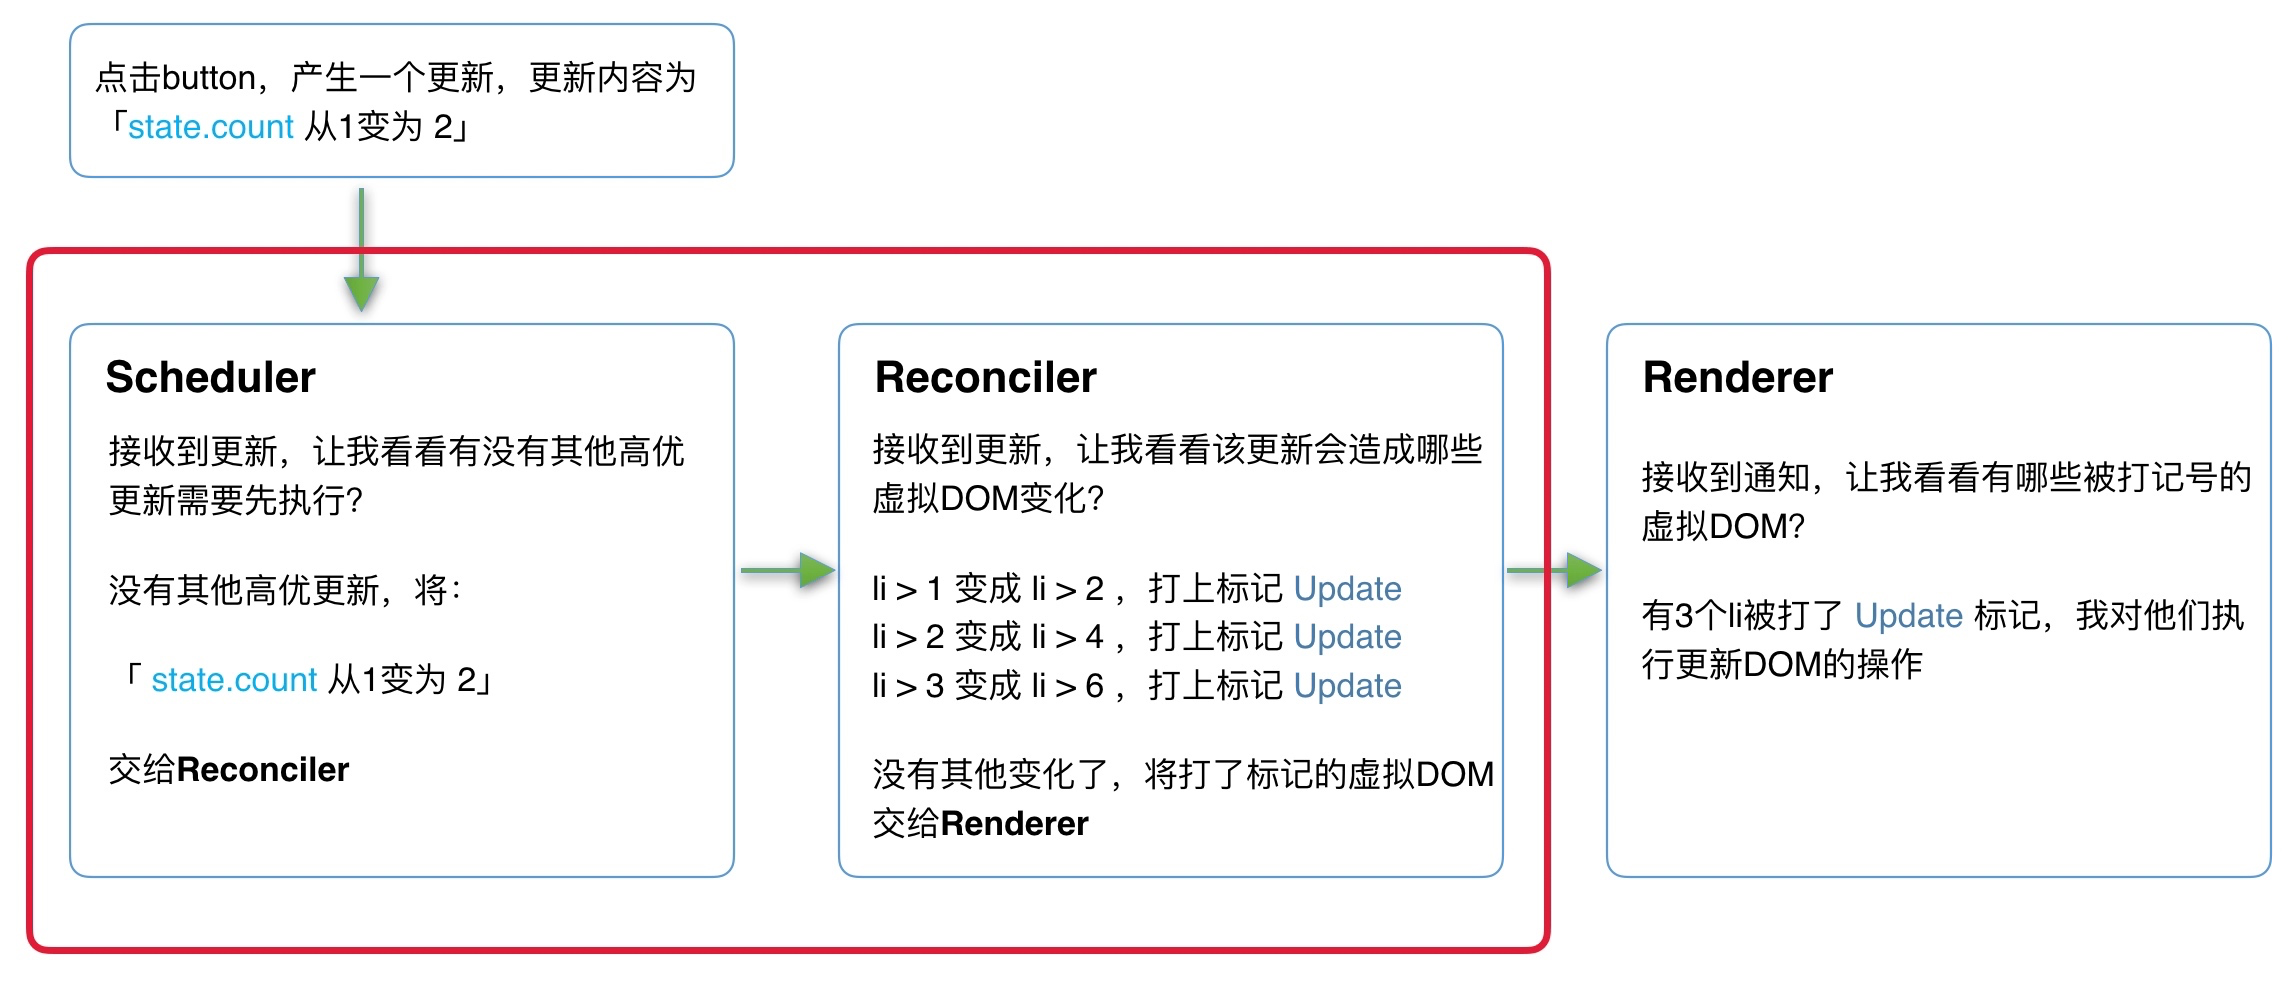 点击button，产生一个更新，更新内容为
「state.count 从1变为 2」
Scheduler
接收到更新，让我看看有没有其他高优
更新需要先执行？
没有其他高优更新，将：
「 state.count 从1变为 2」
交给Reconciler
Reconciler
接收到更新，让我看看该更新会造成哪些
虚拟DOM变化？
li > 1 变成 li > 2 ，打上标记 Update
li > 2 变成 li > 4 ，打上标记 Update
li > 3 变成 li > 6 ，打上标记 Update
没有其他变化了，将打了标记的虚拟DOM
交给Renderer
Renderer
接收到通知，让我看看有哪些被打记号的
虚拟DOM？
有3个li被打了 Update 标记，我对他们执
行更新DOM的操作